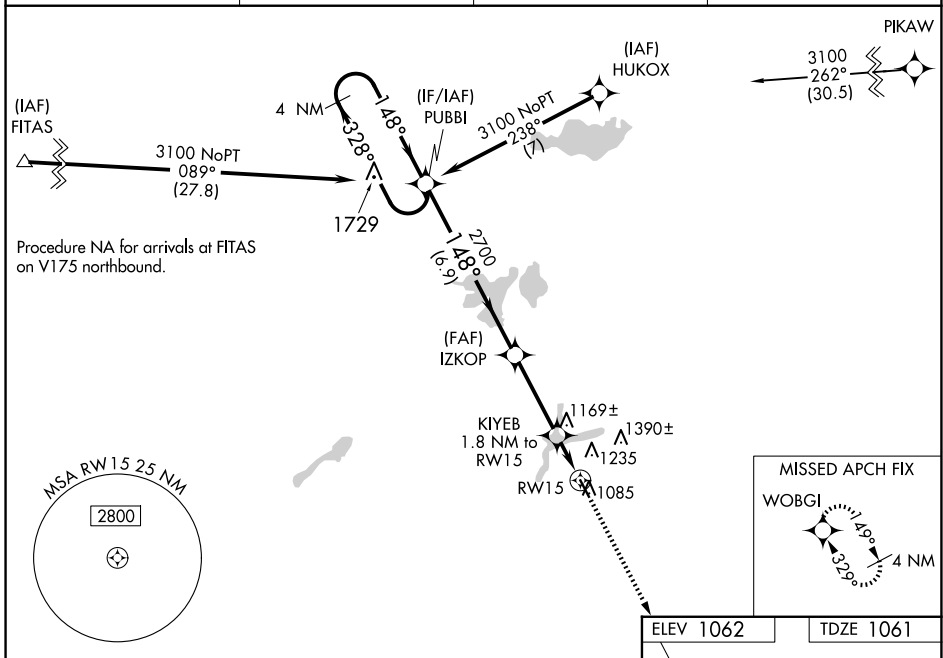 PIKAW
3100
262°
(30.5)
(IAF)
HUKOX
3100 NoPT
238°
(7)
(IF/IAF)
PUBBI
4 NM
148°
328°
(IAF)
FITAS
3100 NoPT
089°
(27.8)
1729
Procedure NA for arrivals at FITAS
on V175 northbound.
2700
148°
(6.9)
(FAF)
IZKOP
KIYEB
1.8 NM to
RW15
1169±
1390±
1235
RW15
1085
MSA RW15 25 NM
2800
MISSED APCH FIX
WOBGI
149°
329°
4 NM
ELEV 1062
TDZE 1061